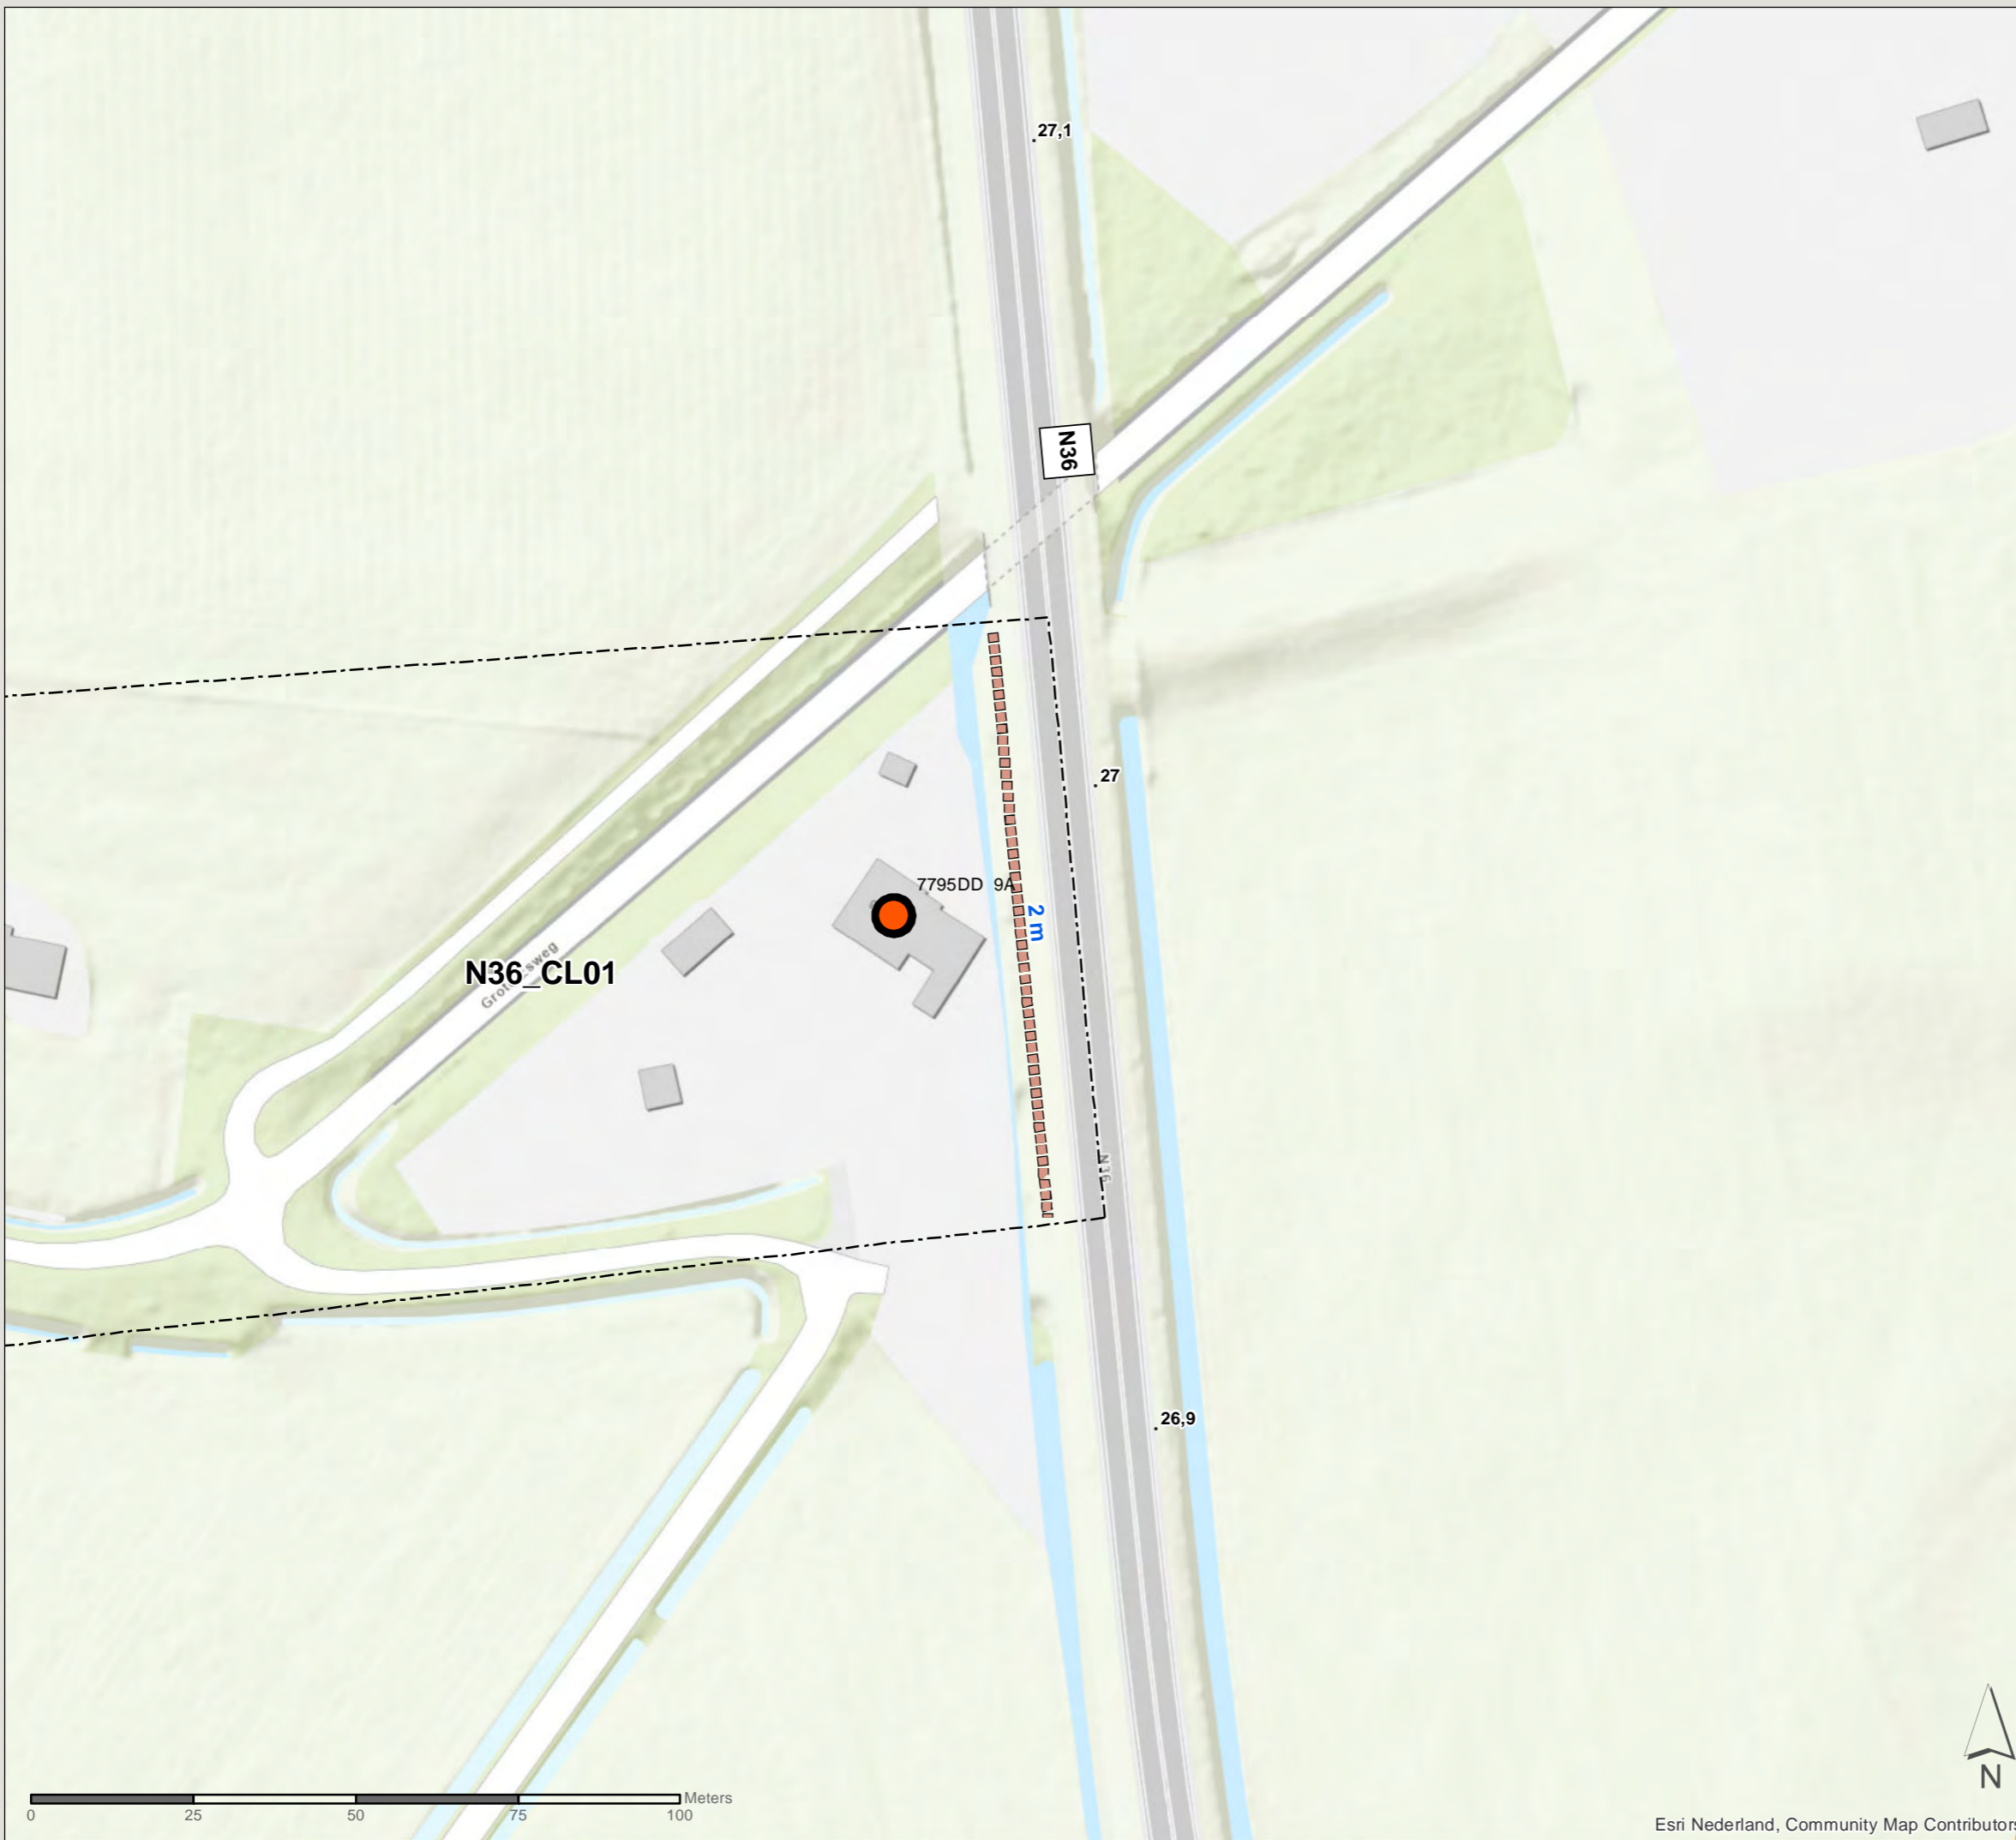 27,1
N36
27
7795DD 9A
2 m
N36_CL01
N36
26,9
Meters
0 25 50 75 100
N
Esri Nederland, Community Map Contributors